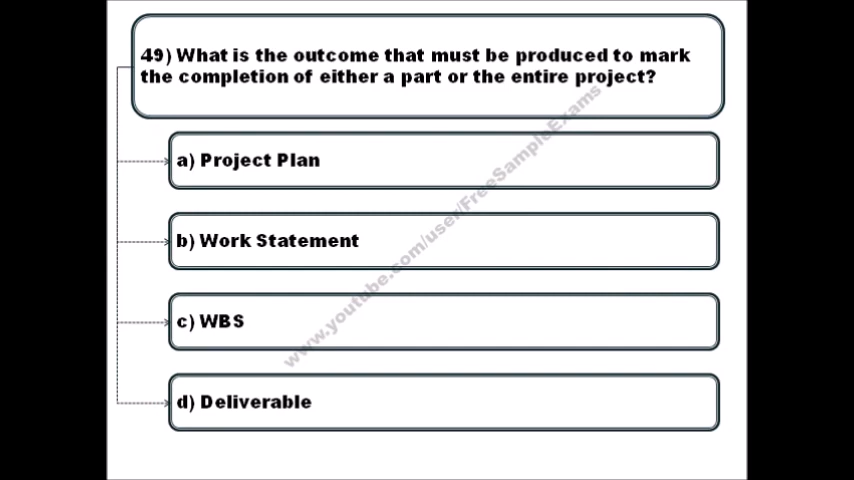 49) What is the outcome that must be produced to mark
the completion of either a part or the entire project?
a) Project Plan
b) Work Statement
c) WBS
d) Deliverable
www.youtube.com/user/FreeSampleExams